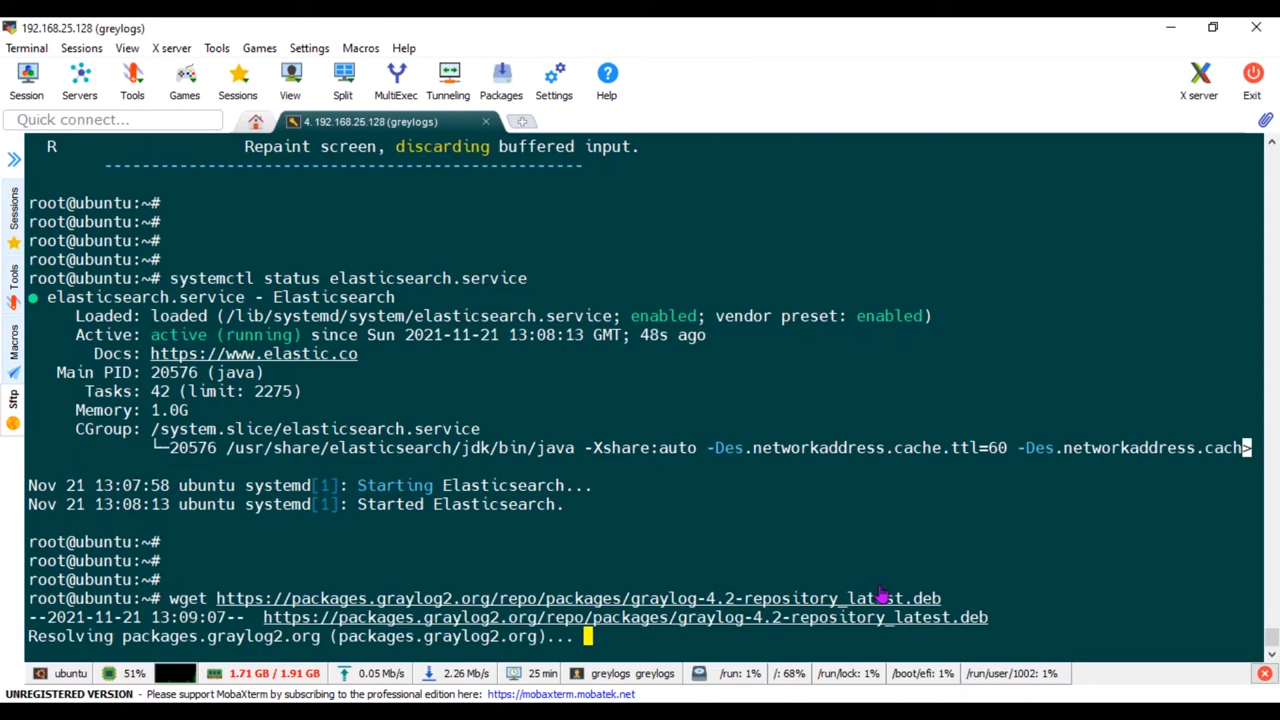 192.168.25.128 (greylogs)
Terminal Sessions View X server Tools Games Settings Macros Help
Session Servers Tools Games Sessions View Split MultiExec Tunneling Packages Settings Help X server Exit
Quick connect...
4. 192.168.25.128 (greylogs)
Sessions
Tools
Macros
Sftp
R Repaint screen, discarding buffered input.
---------------------------------------------------
root@ubuntu:~#
root@ubuntu:~#
root@ubuntu:~#
root@ubuntu:~#
root@ubuntu:~# systemctl status elasticsearch.service
● elasticsearch.service - Elasticsearch
Loaded: loaded (/lib/systemd/system/elasticsearch.service; enabled; vendor preset: enabled)
Active: active (running) since Sun 2021-11-21 13:08:13 GMT; 48s ago
Docs: https://www.elastic.co
Main PID: 20576 (java)
Tasks: 42 (limit: 2275)
Memory: 1.0G
CGroup: /system.slice/elasticsearch.service
└─20576 /usr/share/elasticsearch/jdk/bin/java -Xshare:auto -Des.networkaddress.cache.ttl=60 -Des.networkaddress.cach>
Nov 21 13:07:58 ubuntu systemd[1]: Starting Elasticsearch...
Nov 21 13:08:13 ubuntu systemd[1]: Started Elasticsearch.
root@ubuntu:~#
root@ubuntu:~#
root@ubuntu:~#
root@ubuntu:~# wget https://packages.graylog2.org/repo/packages/graylog-4.2-repository_latest.deb
--2021-11-21 13:09:07-- https://packages.graylog2.org/repo/packages/graylog-4.2-repository_latest.deb
Resolving packages.graylog2.org (packages.graylog2.org)...
ubuntu 51% 1.71 GB / 1.91 GB 0.05 Mb/s 2.26 Mb/s 25 min greylogs greylogs /run: 1% /: 68% /run/lock: 1% /boot/efi: 1% /run/user/1002: 1%
UNREGISTERED VERSION - Please support MobaXterm by subscribing to the professional edition here: https://mobaxterm.mobatek.net